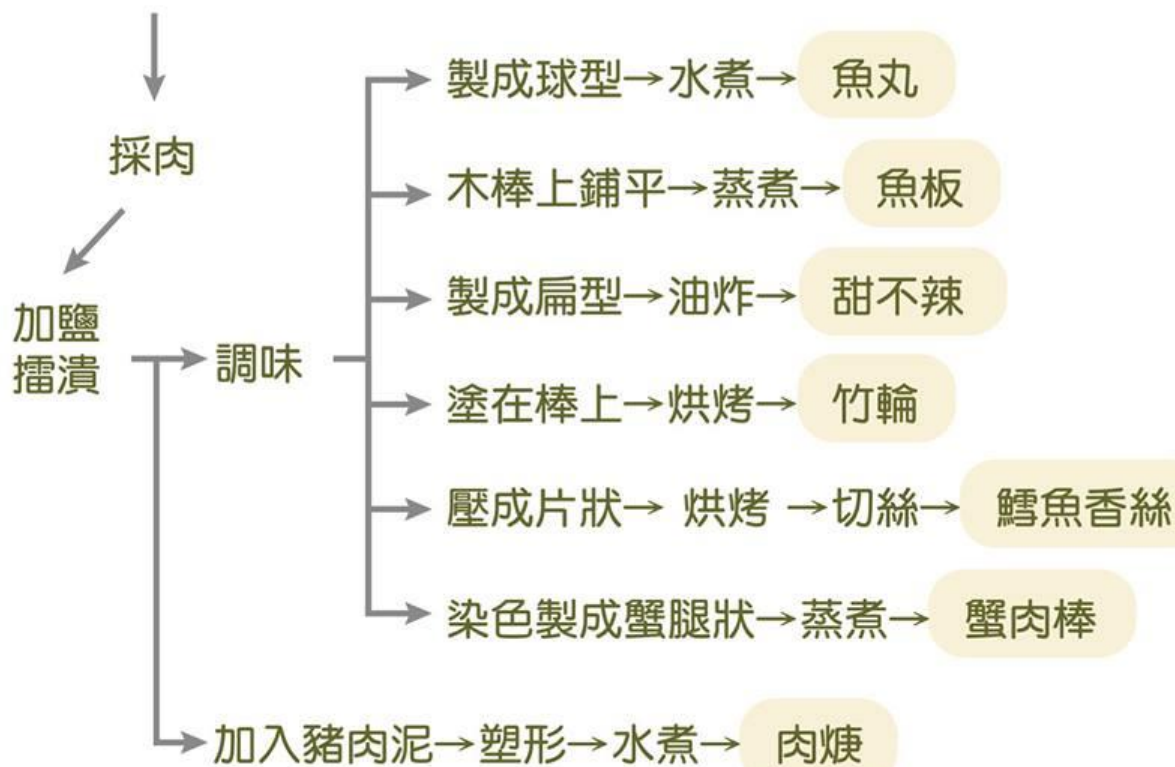 採肉
加鹽
擂潰
調味
製成球型→水煮→魚丸
木棒上鋪平→蒸煮→魚板
製成扁型→油炸→甜不辣
塗在棒上→烘烤→竹輪
壓成片狀→ 烘烤 →切絲→鱈魚香絲
染色製成蟹腿狀→蒸煮→蟹肉棒
加入豬肉泥→塑形→水煮→肉焿